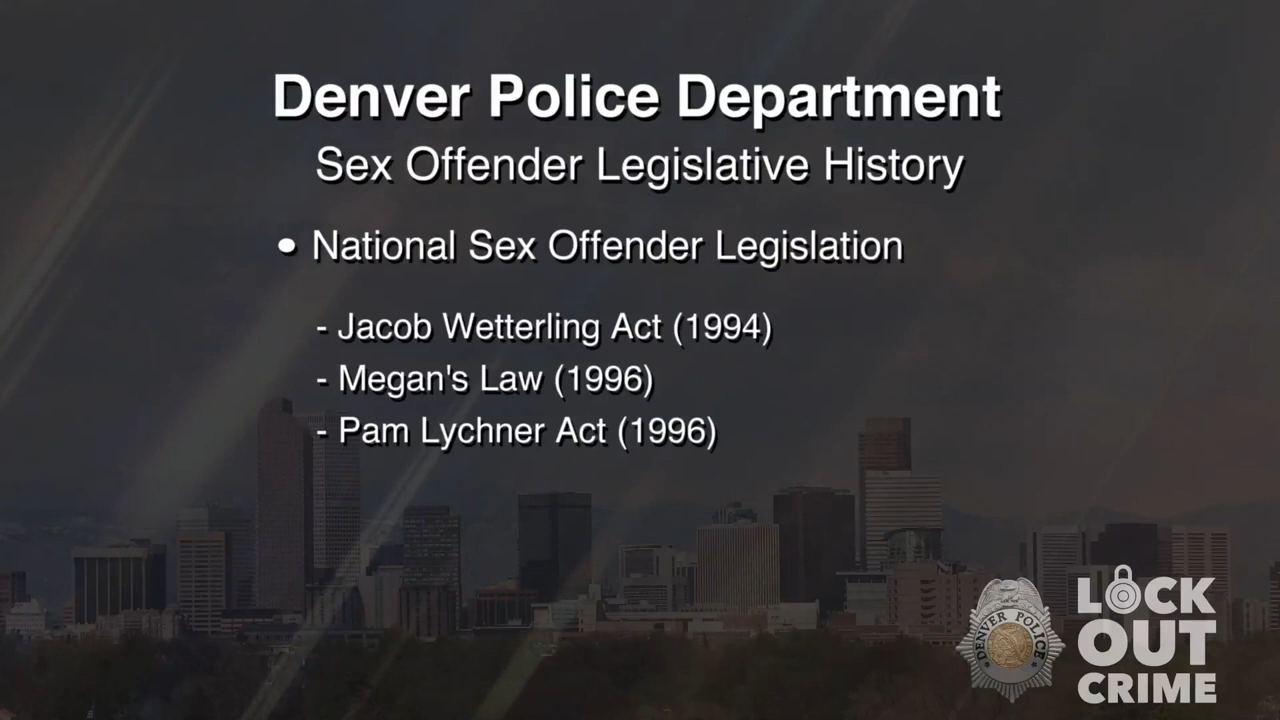 Denver Police Department
Sex Offender Legislative History
• National Sex Offender Legislation
- Jacob Wetterling Act (1994)
- Megan's Law (1996)
- Pam Lychner Act (1996)
DENVER POLICE
LOCK
OUT
CRIME